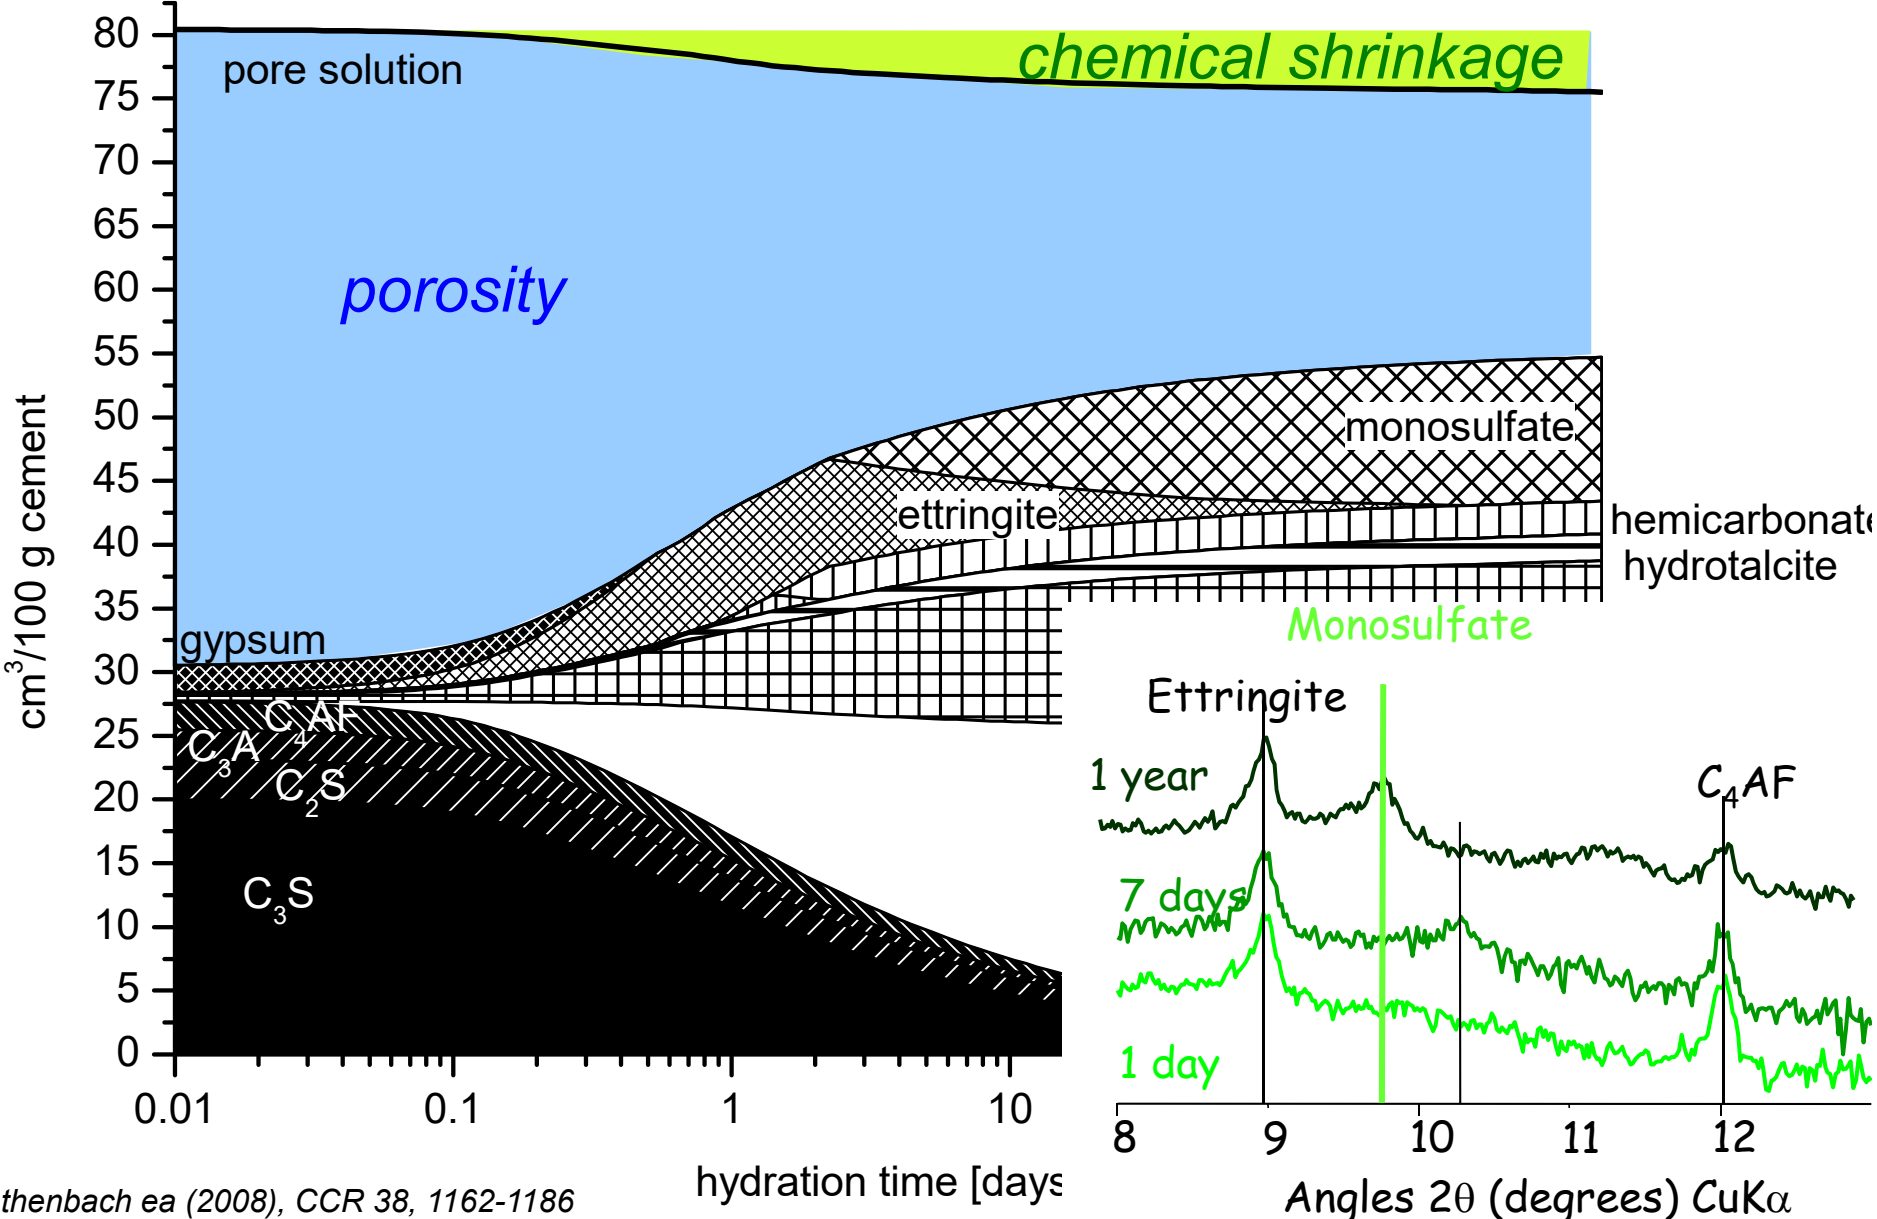 80
75
70
65
60
55
50
45
40
35
30
25
20
15
10
5
0
cm³/100 g cement
chemical shrinkage
pore solution
porosity
monosulfate
ettringite
hemicarbonate
hydrotalcite
gypsum
C₄AF
C₃A
C₂S
C₃S
0.01 0.1 1 10
hydration time [days
thenbach ea (2008), CCR 38, 1162-1186
Monosulfate
Ettringite
1 year
C₄AF
7 days
1 day
8 9 10 11 12
Angles 2θ (degrees) CuKα